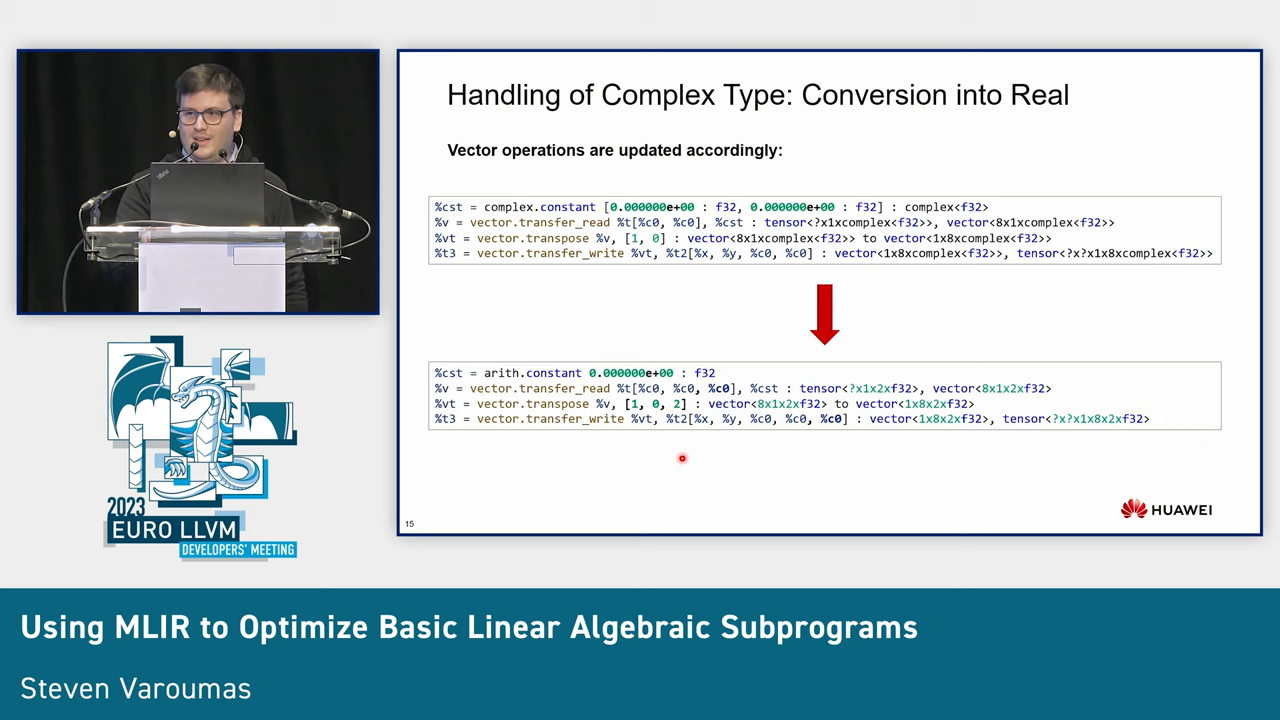 Handling of Complex Type: Conversion into Real
Vector operations are updated accordingly:
%cst = complex.constant [0.000000e+00 : f32, 0.000000e+00 : f32] : complex<f32>
%v = vector.transfer_read %t[%c0, %c0], %cst : tensor<?x1xcomplex<f32>>, vector<8x1xcomplex<f32>>
%vt = vector.transpose %v, [1, 0] : vector<8x1xcomplex<f32>> to vector<1x8xcomplex<f32>>
%t3 = vector.transfer_write %vt, %t2[%x, %y, %c0, %c0] : vector<1x8xcomplex<f32>>, tensor<?x?x1x8xcomplex<f32>>
%cst = arith.constant 0.000000e+00 : f32
%v = vector.transfer_read %t[%c0, %c0, %c0], %cst : tensor<?x1x2xf32>, vector<8x1x2xf32>
%vt = vector.transpose %v, [1, 0, 2] : vector<8x1x2xf32> to vector<1x8x2xf32>
%t3 = vector.transfer_write %vt, %t2[%x, %y, %c0, %c0, %c0] : vector<1x8x2xf32>, tensor<?x?x1x8x2xf32>
15
HUAWEI
2023
EURO LLVM
DEVELOPERS' MEETING
Using MLIR to Optimize Basic Linear Algebraic Subprograms
Steven Varoumas